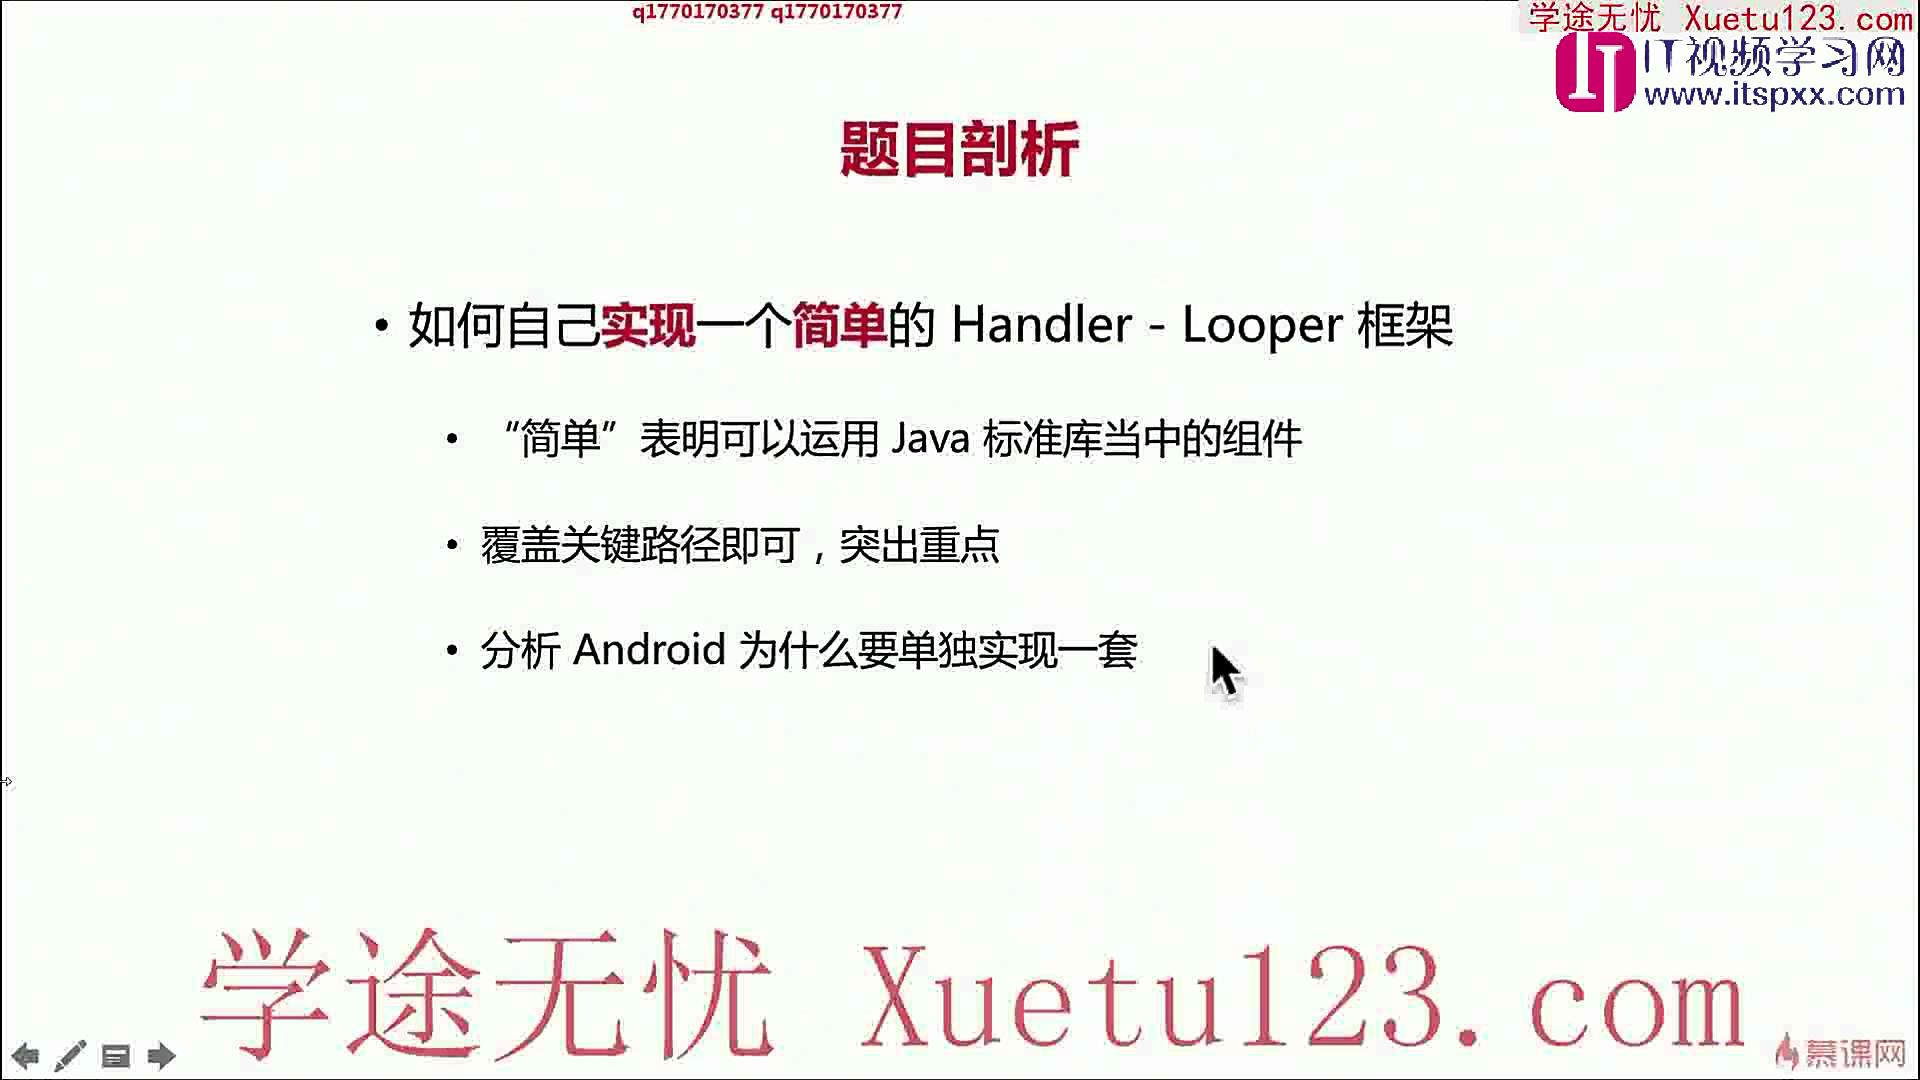 q1770170377 q1770170377
学途无忧 Xuetu123.com
IT视频学习网
www.itspxx.com
题目剖析
• 如何自己实现一个简单的 Handler - Looper 框架
• “简单”表明可以运用 Java 标准库当中的组件
• 覆盖关键路径即可，突出重点
• 分析 Android 为什么要单独实现一套
学途无忧 Xuetu123.com
慕课网